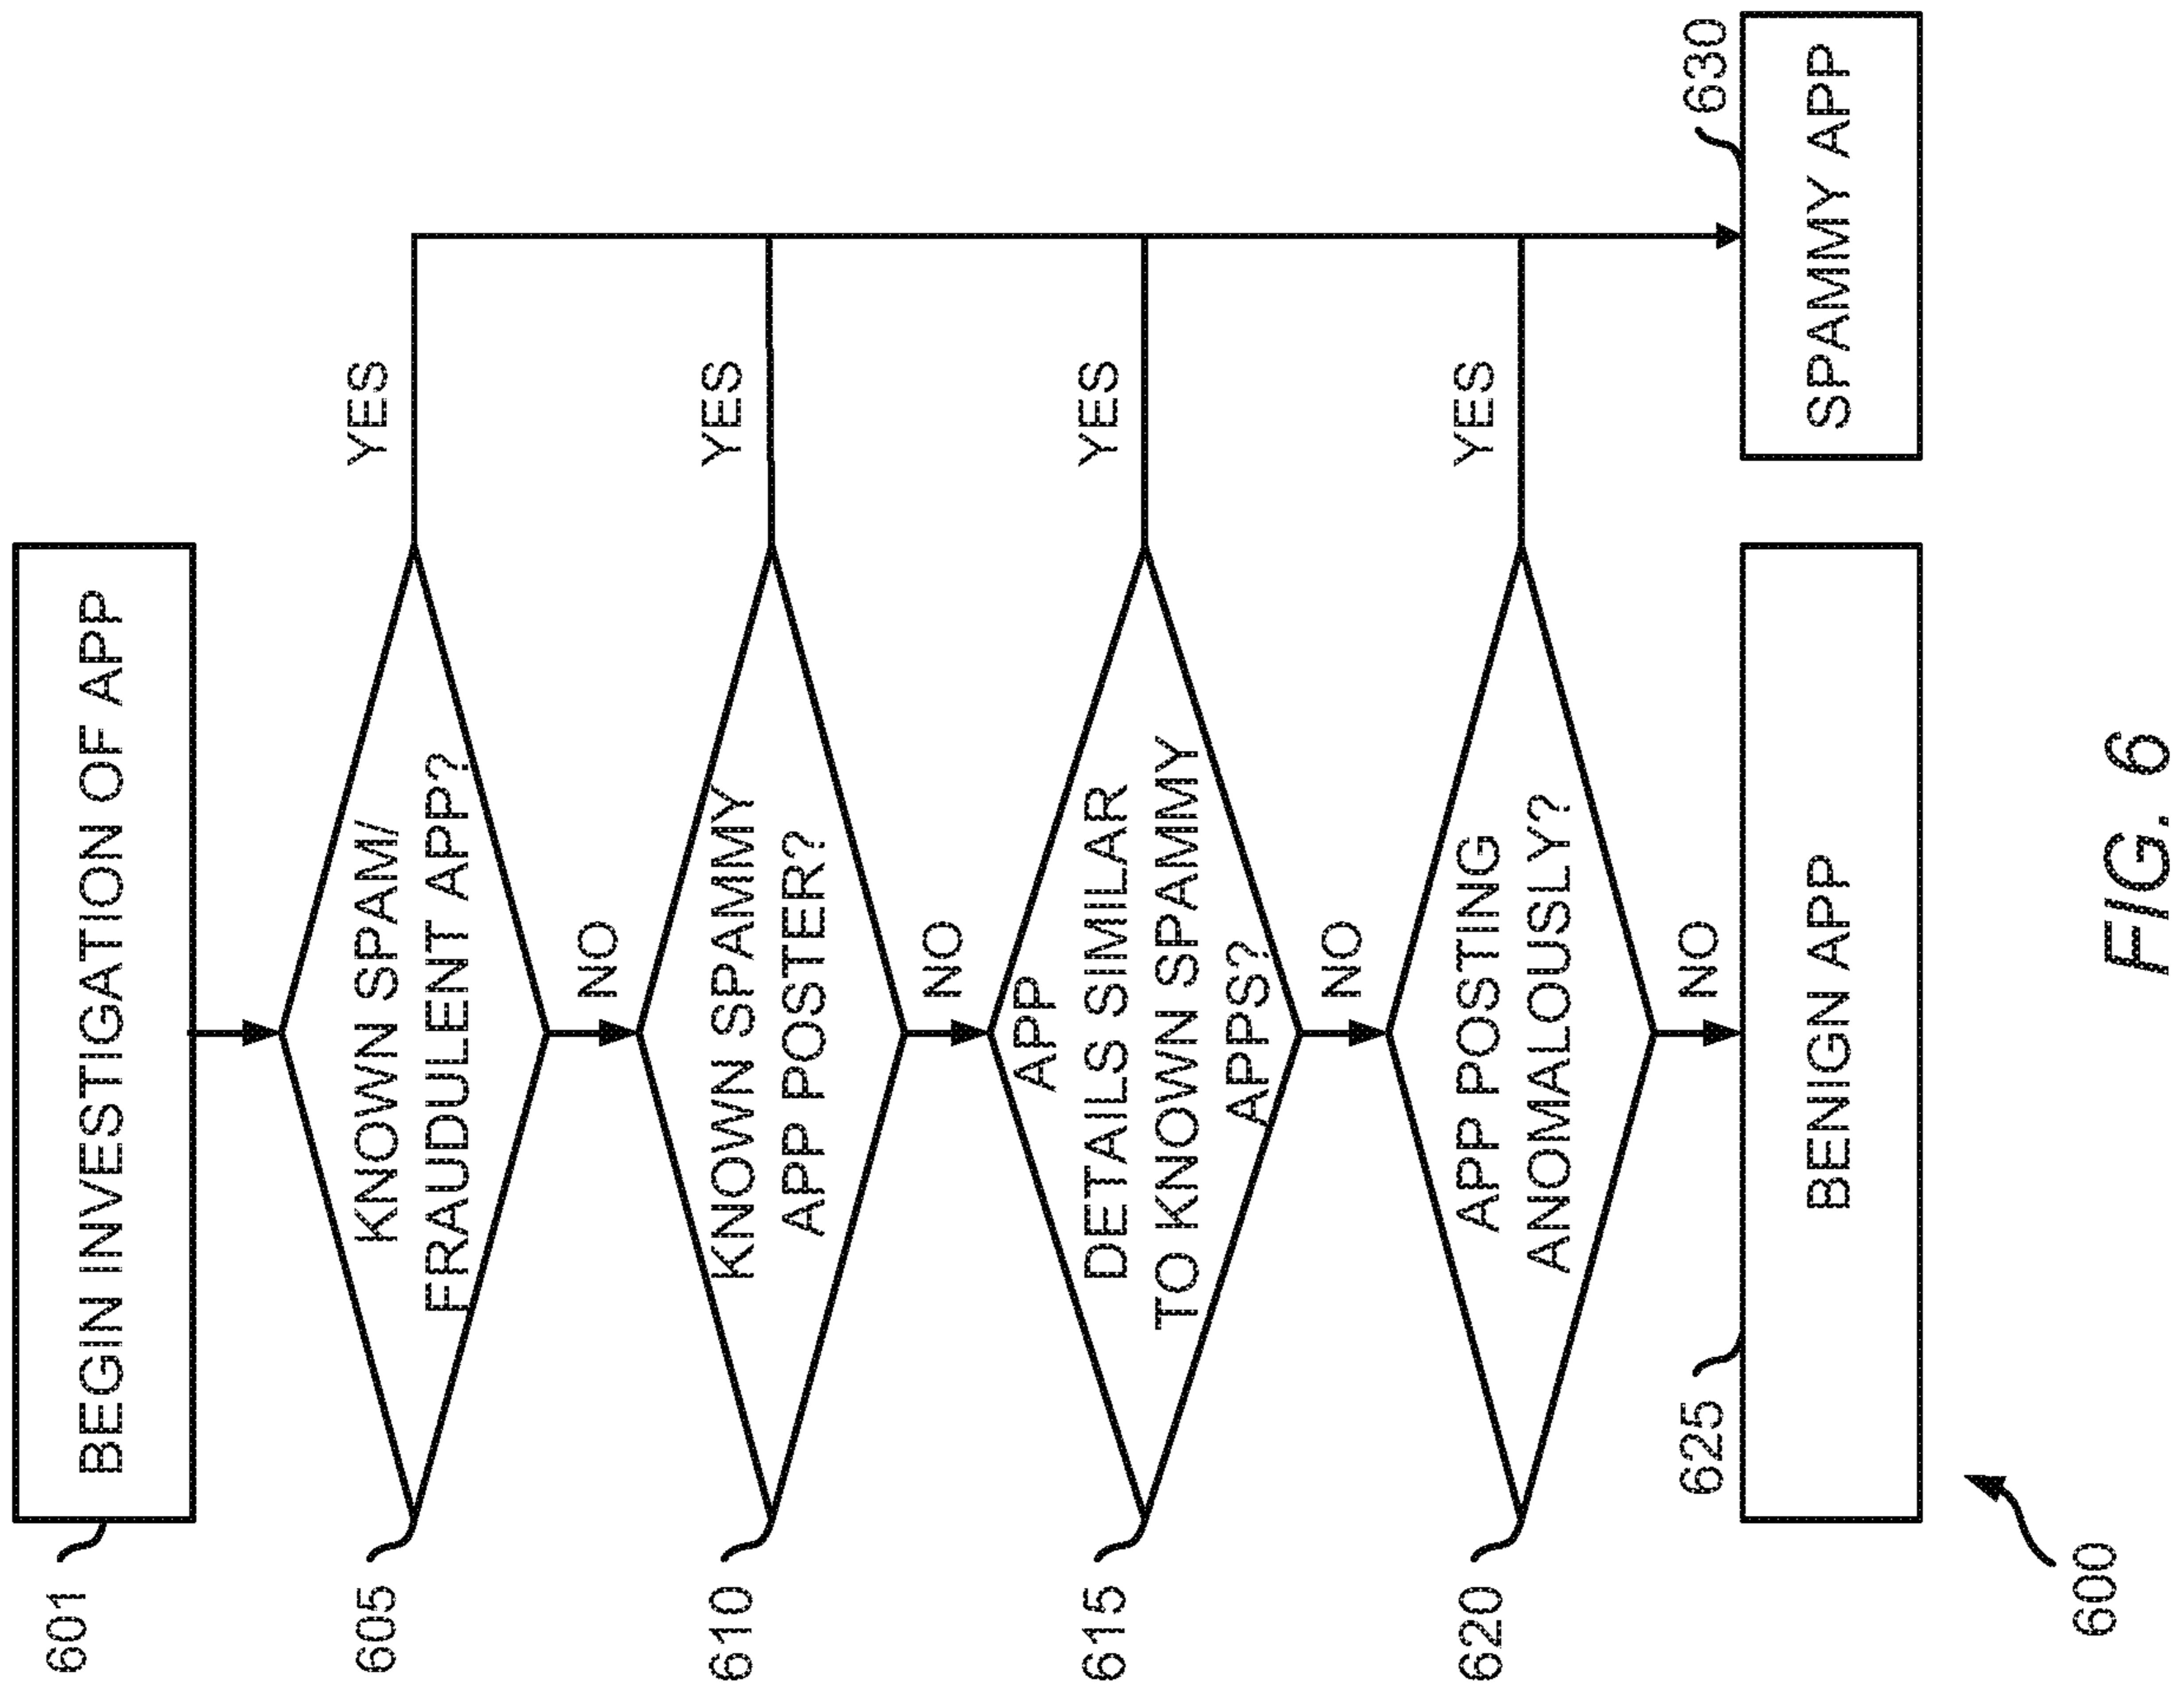 601
BEGIN INVESTIGATION OF APP
605
KNOWN SPAM/
FRAUDULENT APP?
YES
NO
610
KNOWN SPAMMY
APP POSTER?
YES
NO
615
APP
DETAILS SIMILAR
TO KNOWN SPAMMY
APPS?
YES
NO
620
APP POSTING
ANOMALOUSLY?
YES
NO
625
BENIGN APP
630
SPAMMY APP
600
FIG. 6